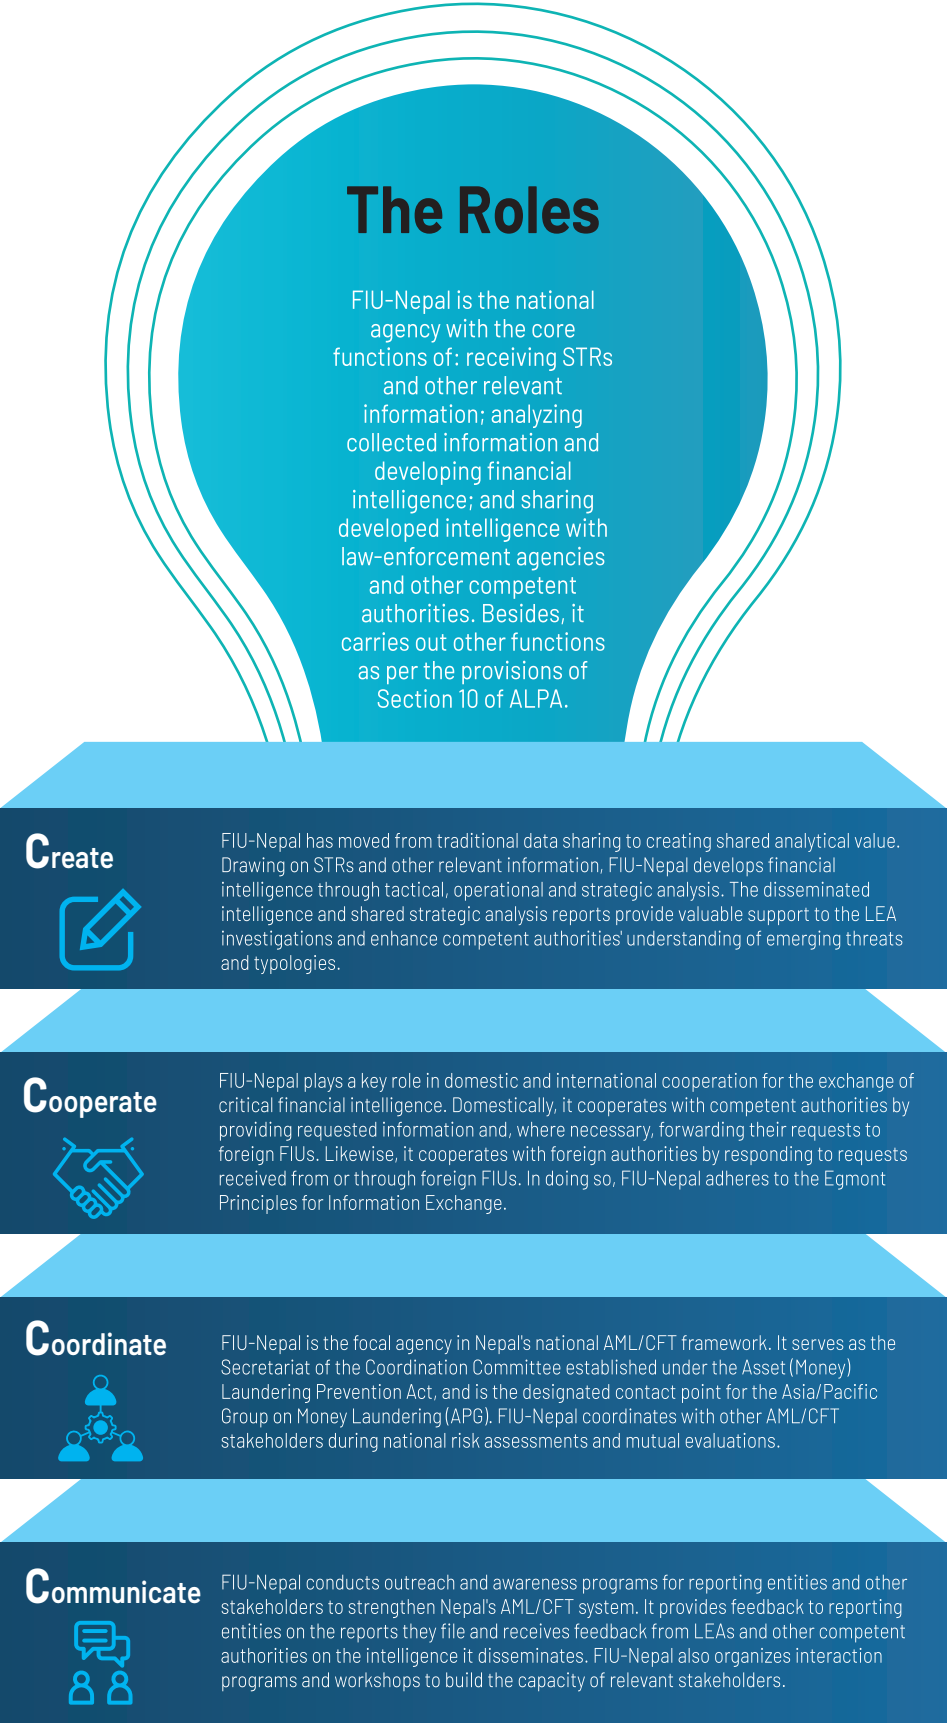 The Roles
FIU-Nepal is the national
agency with the core
functions of: receiving STRs
and other relevant
information; analyzing
collected information and
developing financial
intelligence; and sharing
developed intelligence with
law-enforcement agencies
and other competent
authorities. Besides, it
carries out other functions
as per the provisions of
Section 10 of ALPA.
Create
FIU-Nepal has moved from traditional data sharing to creating shared analytical value.
Drawing on STRs and other relevant information, FIU-Nepal develops financial
intelligence through tactical, operational and strategic analysis. The disseminated
intelligence and shared strategic analysis reports provide valuable support to the LEA
investigations and enhance competent authorities' understanding of emerging threats
and typologies.
Cooperate
FIU-Nepal plays a key role in domestic and international cooperation for the exchange of
critical financial intelligence. Domestically, it cooperates with competent authorities by
providing requested information and, where necessary, forwarding their requests to
foreign FIUs. Likewise, it cooperates with foreign authorities by responding to requests
received from or through foreign FIUs. In doing so, FIU-Nepal adheres to the Egmont
Principles for Information Exchange.
Coordinate
FIU-Nepal is the focal agency in Nepal's national AML/CFT framework. It serves as the
Secretariat of the Coordination Committee established under the Asset (Money)
Laundering Prevention Act, and is the designated contact point for the Asia/Pacific
Group on Money Laundering (APG). FIU-Nepal coordinates with other AML/CFT
stakeholders during national risk assessments and mutual evaluations.
Communicate
FIU-Nepal conducts outreach and awareness programs for reporting entities and other
stakeholders to strengthen Nepal's AML/CFT system. It provides feedback to reporting
entities on the reports they file and receives feedback from LEAs and other competent
authorities on the intelligence it disseminates. FIU-Nepal also organizes interaction
programs and workshops to build the capacity of relevant stakeholders.